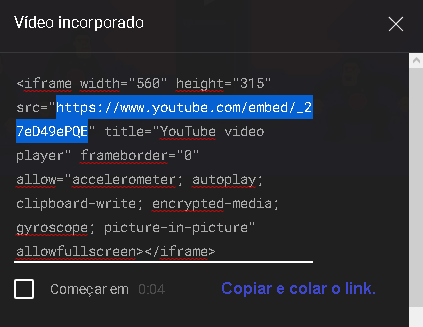 Vídeo incorporado
<iframe width="560" height="315"
src="https://www.youtube.com/embed/_2
7eD49ePQE" title="YouTube video
player" frameborder="0"
allow="accelerometer; autoplay;
clipboard-write; encrypted-media;
gyroscope; picture-in-picture"
allowfullscreen></iframe>
Começar em 0:04 Copiar e colar o link.